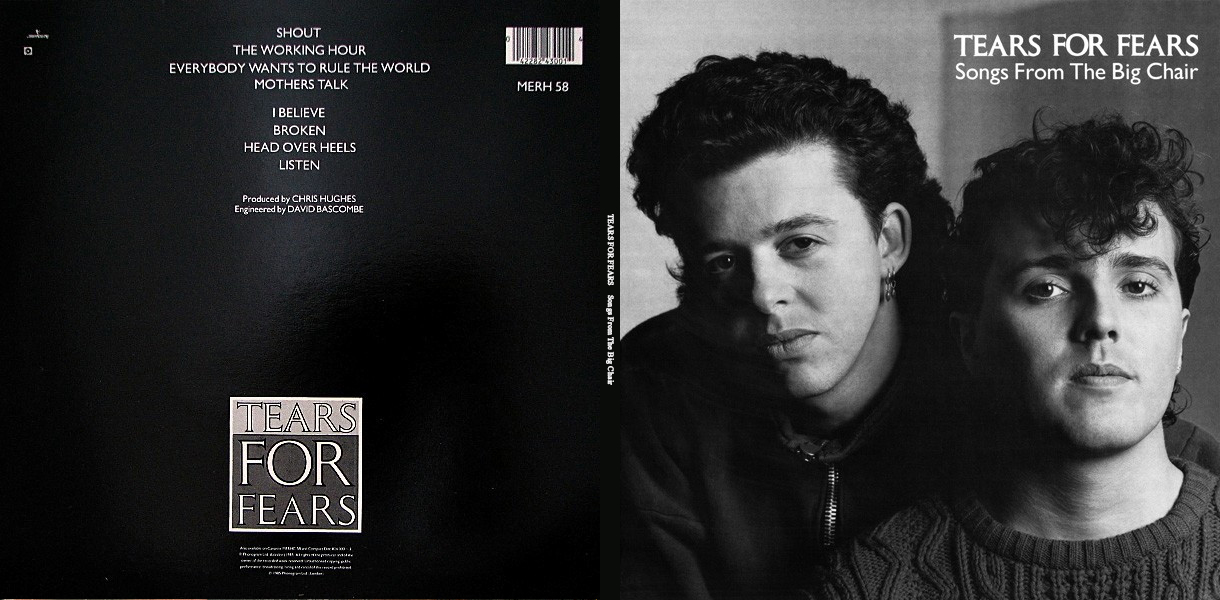 SHOUT
THE WORKING HOUR
EVERYBODY WANTS TO RULE THE WORLD
MOTHERS TALK
I BELIEVE
BROKEN
HEAD OVER HEELS
LISTEN
Produced by CHRIS HUGHES
Engineered by DAVID BASCOMBE
MERH 58
TEARS
FOR
FEARS
TEARS FOR FEARS Songs From The Big Chair
TEARS FOR FEARS
Songs From The Big Chair